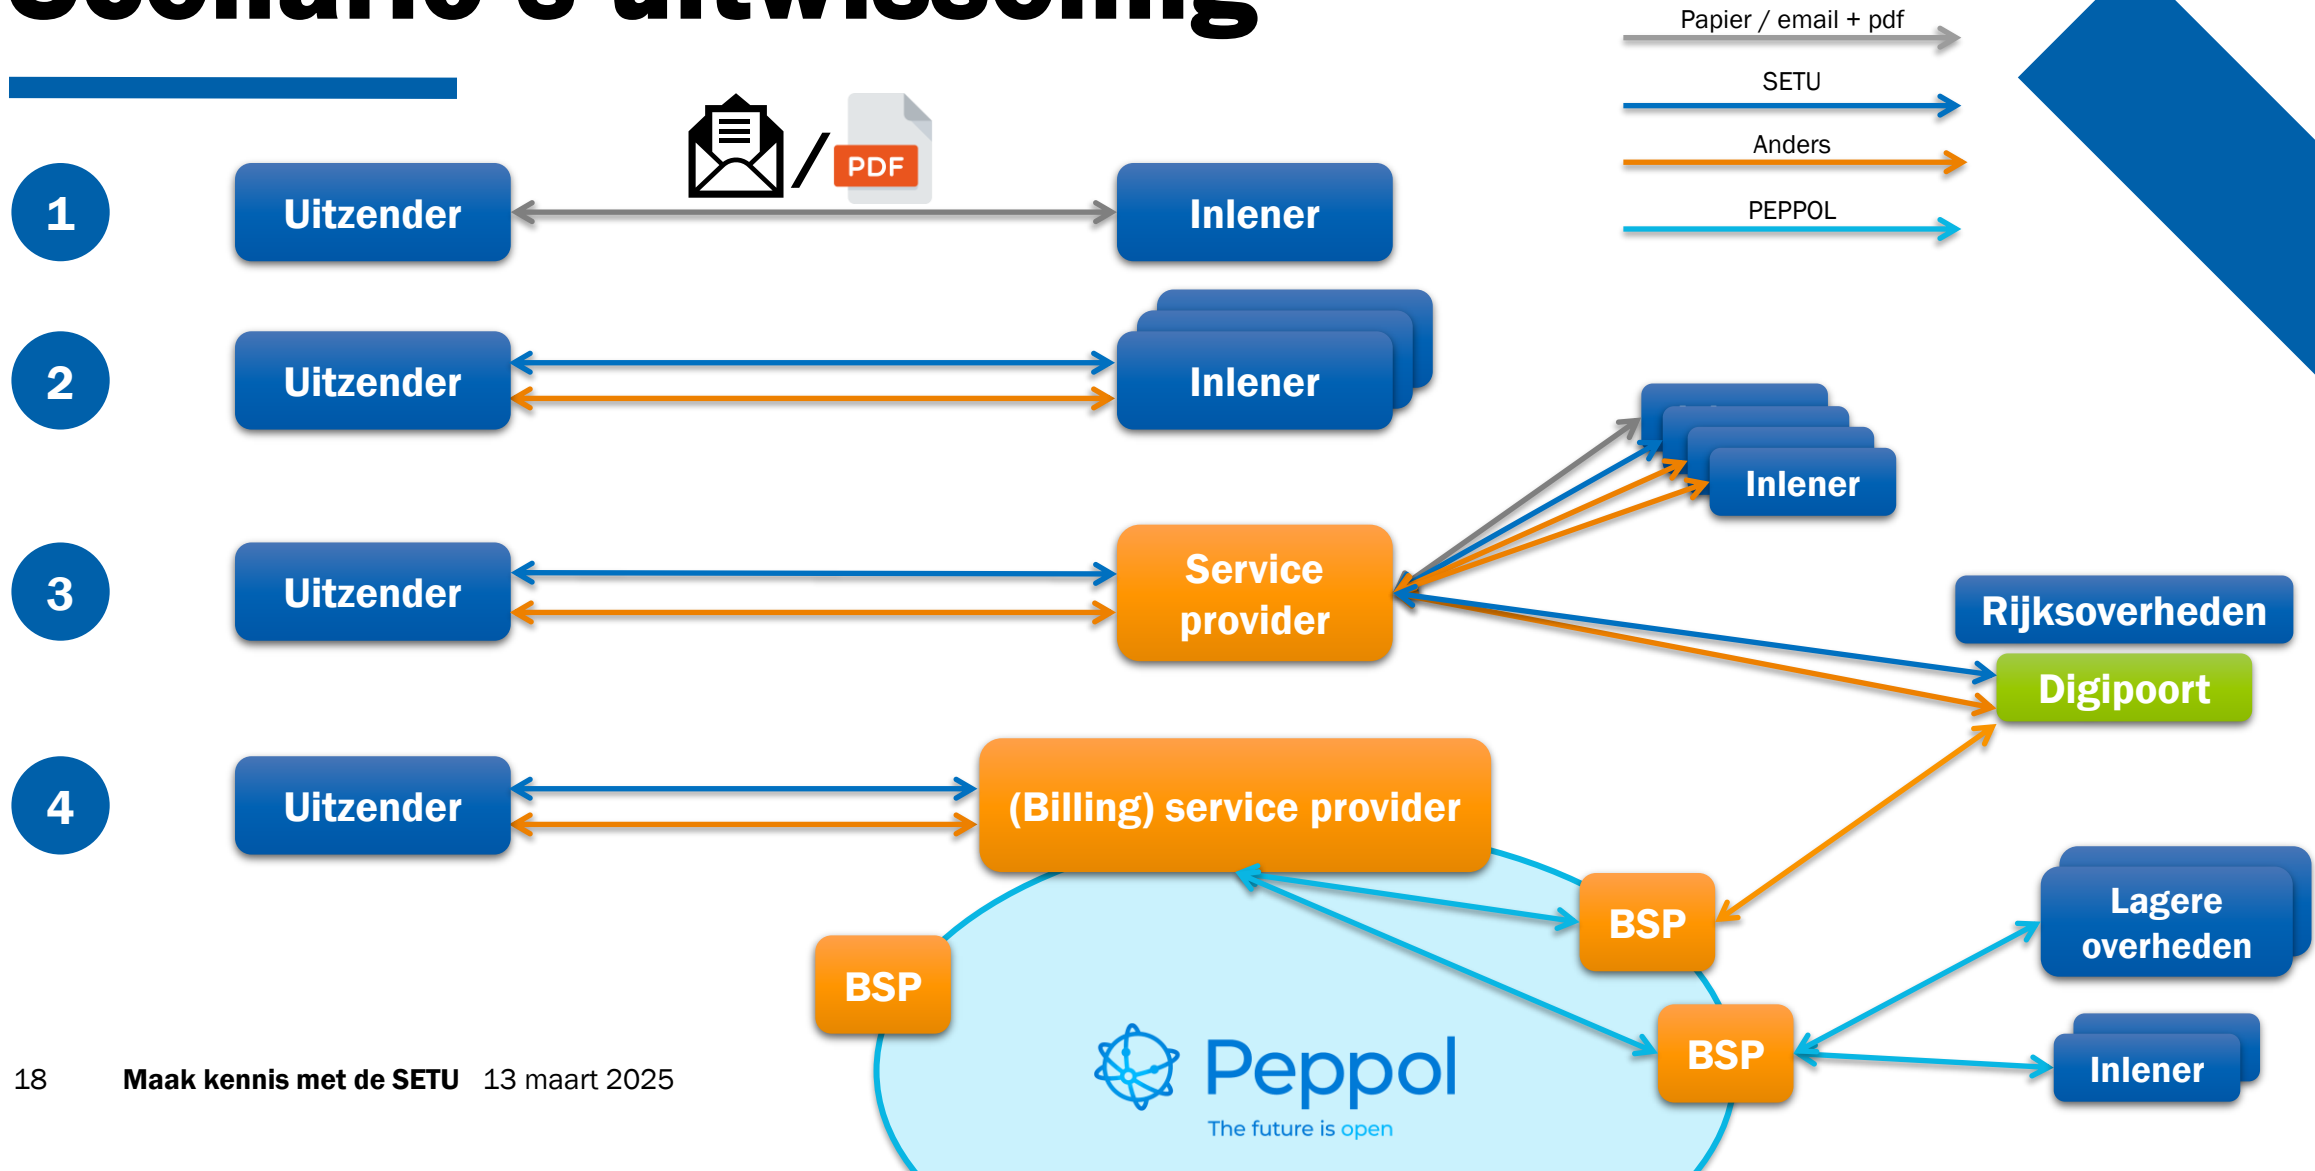 Scenario's uitwisseling
Papier / email + pdf
SETU
Anders
PEPPOL
PDF
1
Uitzender
Inlener
2
Uitzender
Inlener
Inlener
3
Uitzender
Service
provider
Rijksoverheden
Digipoort
4
Uitzender
(Billing) service provider
BSP
Lagere
overheden
BSP
BSP
Inlener
Peppol
The future is open
18
Maak kennis met de SETU 13 maart 2025